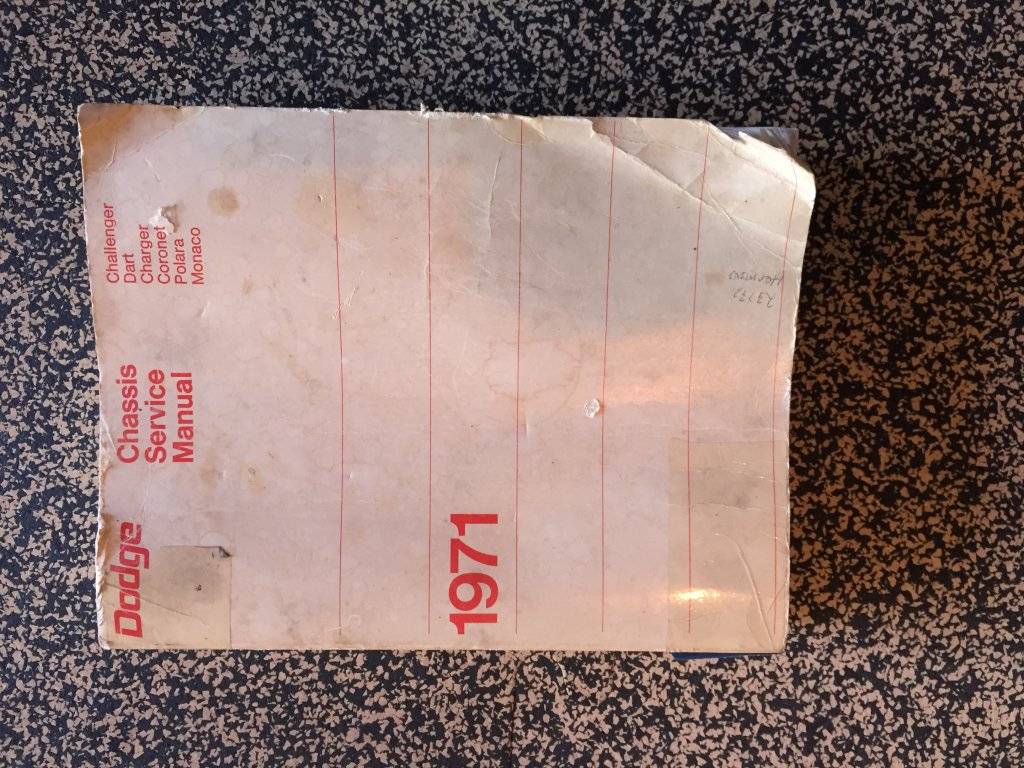 Dodge
Chassis
Service
Manual
Challenger
Dart
Charger
Coronet
Polara
Monaco
1971